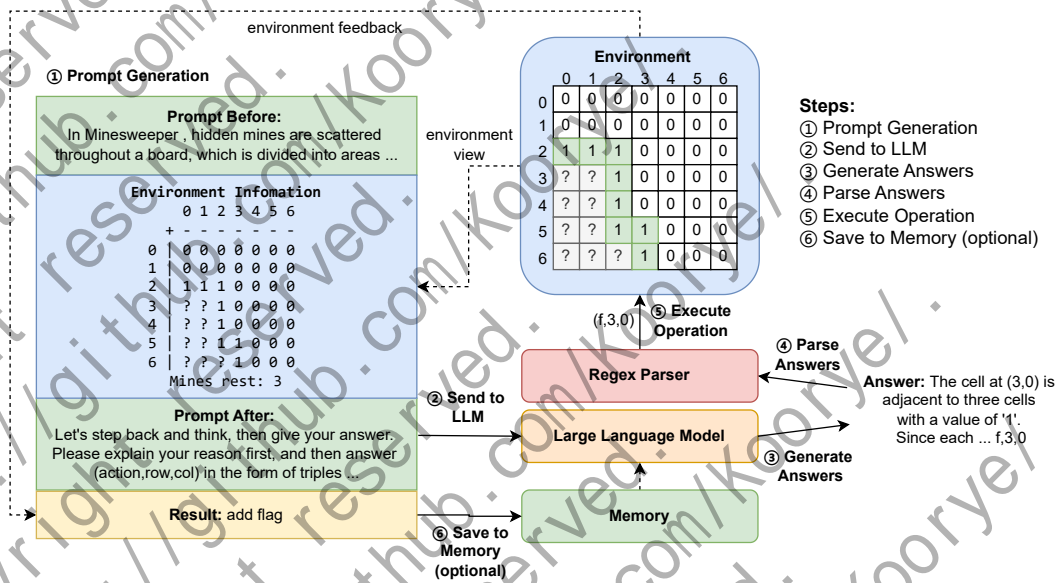 environment feedback
① Prompt Generation
Prompt Before:
In Minesweeper , hidden mines are scattered
throughout a board, which is divided into areas ...
Environment Infomation
0 1 2 3 4 5 6
+ - - - - - - -
0 | 0 0 0 0 0 0 0
1 | 0 0 0 0 0 0 0
2 | 1 1 1 0 0 0 0
3 | ? ? 1 0 0 0 0
4 | ? ? 1 0 0 0 0
5 | ? ? 1 1 0 0 0
6 | ? ? ? 1 0 0 0
Mines rest: 3
Prompt After:
Let's step back and think, then give your answer.
Please explain your reason first, and then answer
(action,row,col) in the form of triples ...
Result: add flag
environment
view
Environment
0 1 2 3 4 5 6
0 0 0 0 0 0 0 0
1 0 0 0 0 0 0 0
2 1 1 1 0 0 0 0
3 ? ? 1 0 0 0 0
4 ? ? 1 0 0 0 0
5 ? ? 1 1 0 0 0
6 ? ? ? 1 0 0 0
(f,3,0)
⑤ Execute
Operation
Regex Parser
② Send to
LLM
Large Language Model
Memory
⑥ Save to
Memory
(optional)
④ Parse
Answers
Answer: The cell at (3,0) is
adjacent to three cells
with a value of '1'.
Since each ... f,3,0
③ Generate
Answers
Steps:
① Prompt Generation
② Send to LLM
③ Generate Answers
④ Parse Answers
⑤ Execute Operation
⑥ Save to Memory (optional)